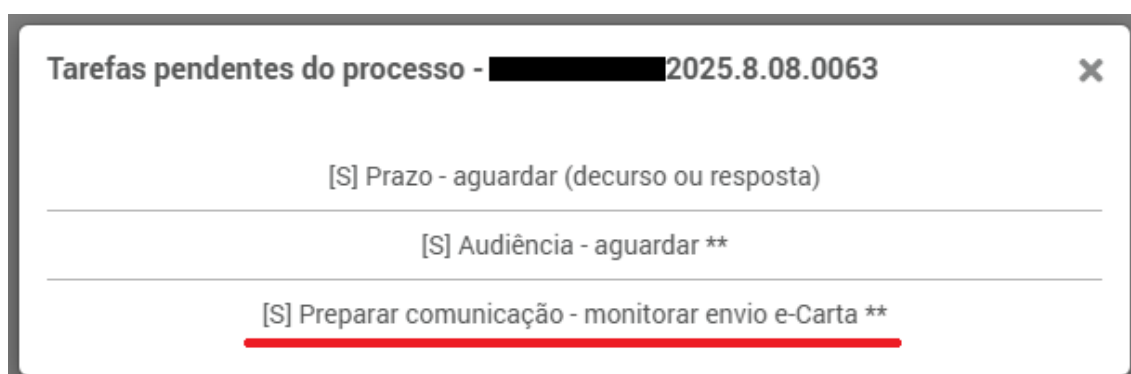 Tarefas pendentes do processo - 2025.8.08.0063
[S] Prazo - aguardar (decurso ou resposta)
[S] Audiência - aguardar **
[S] Preparar comunicação - monitorar envio e-Carta **